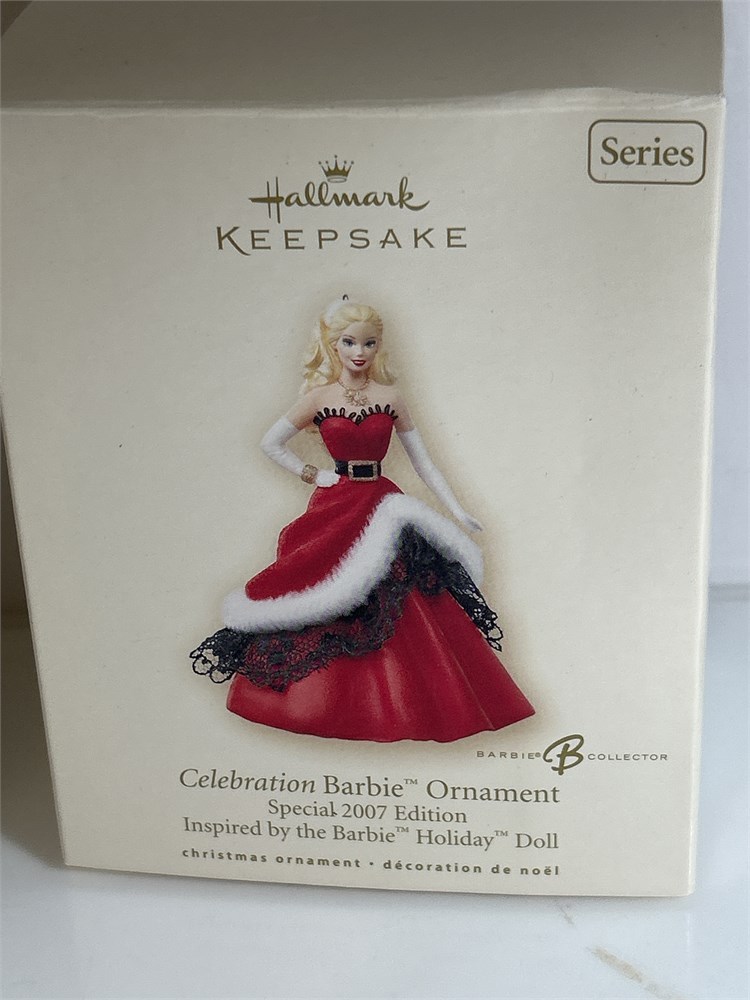 Series
Hallmark
KEEPSAKE
BARBIE® B COLLECTOR
Celebration Barbie™ Ornament
Special 2007 Edition
Inspired by the Barbie™ Holiday™ Doll
christmas ornament • décoration de noël